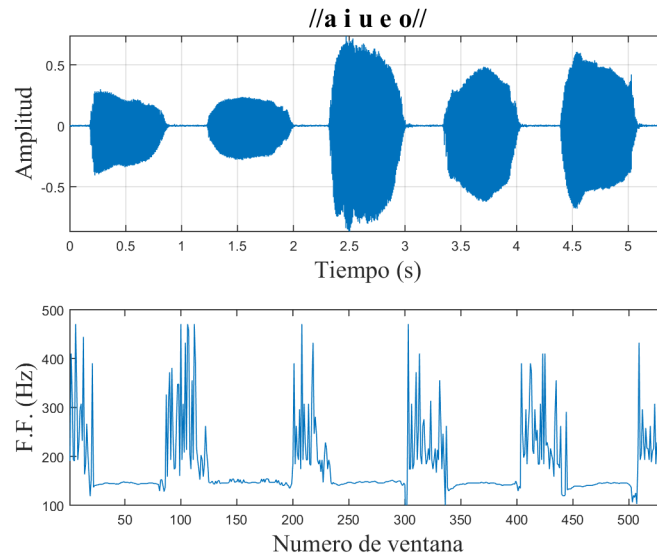 //a i u e o//
Amplitud
0.5
0
-0.5
0 0.5 1 1.5 2 2.5 3 3.5 4 4.5 5
Tiempo (s)
F.F. (Hz)
500
400
300
200
100
50 100 150 200 250 300 350 400 450 500
Numero de ventana